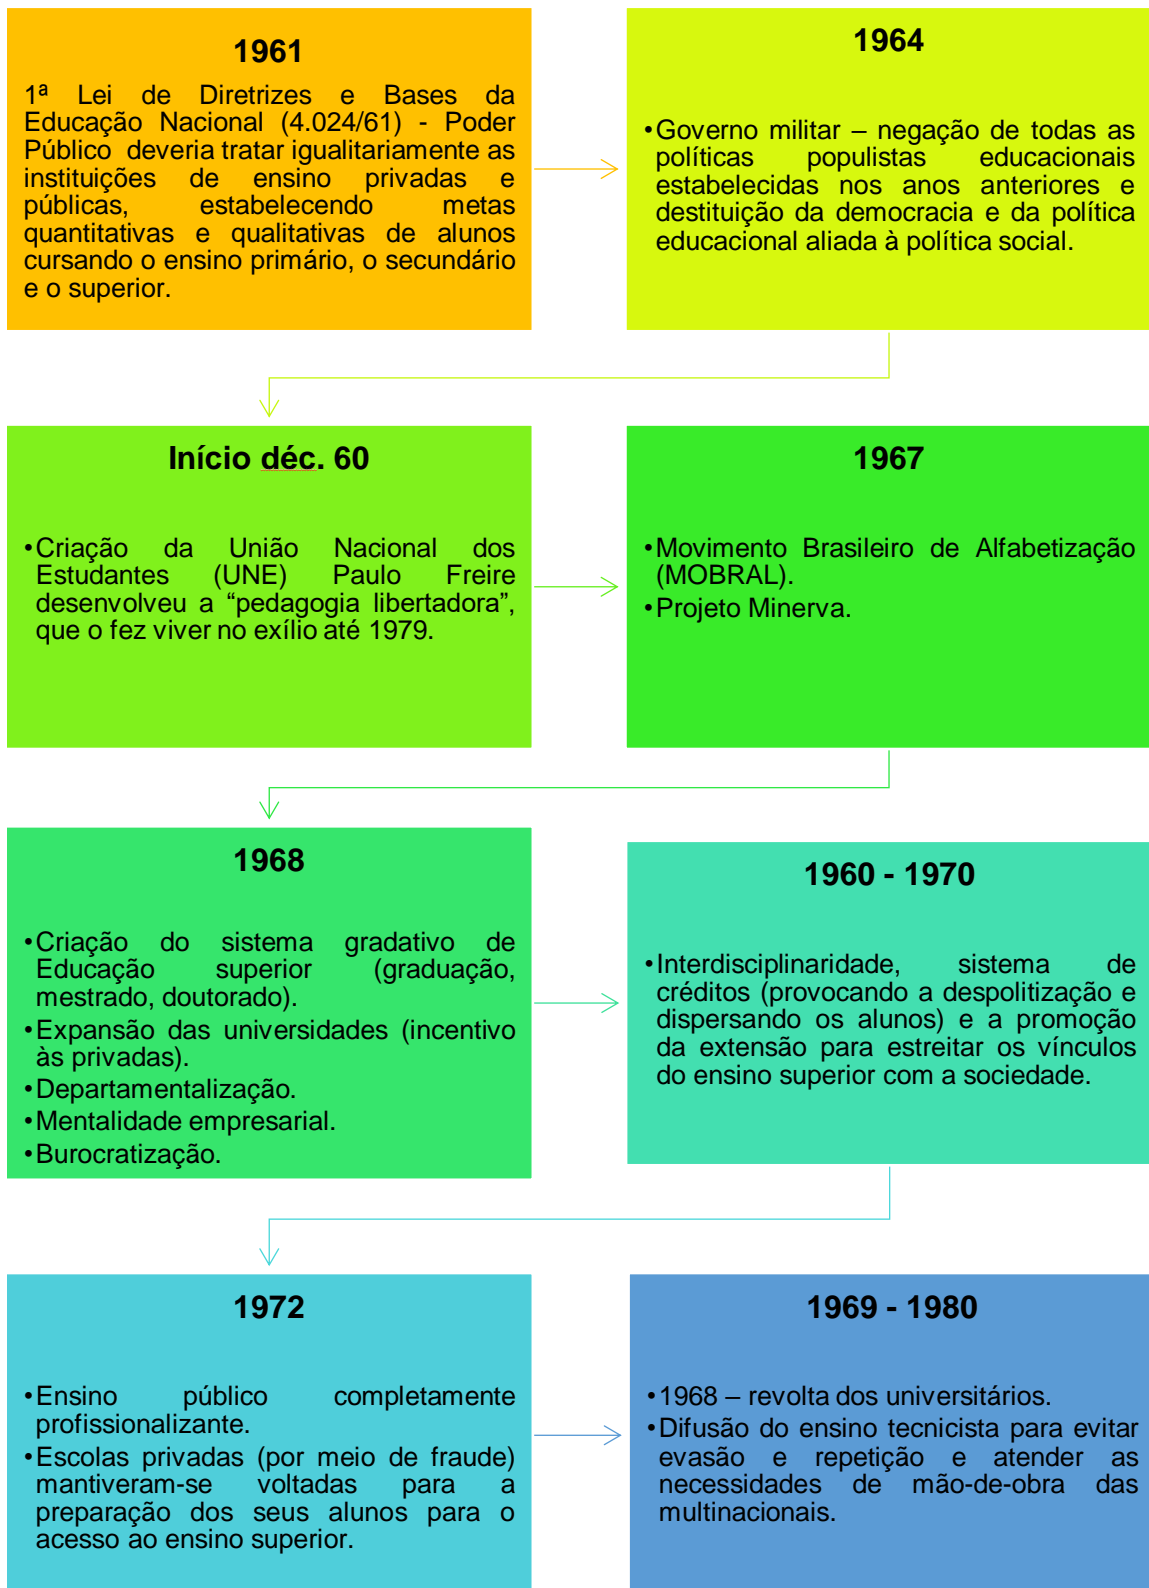 1961
1ª Lei de Diretrizes e Bases da
Educação Nacional (4.024/61) - Poder
Público deveria tratar igualitariamente as
instituições de ensino privadas e
públicas, estabelecendo metas
quantitativas e qualitativas de alunos
cursando o ensino primário, o secundário
e o superior.
1964
•Governo militar – negação de todas as
políticas populistas educacionais
estabelecidas nos anos anteriores e
destituição da democracia e da política
educacional aliada à política social.
Início déc. 60
•Criação da União Nacional dos
Estudantes (UNE) Paulo Freire
desenvolveu a “pedagogia libertadora”,
que o fez viver no exílio até 1979.
1967
•Movimento Brasileiro de Alfabetização
(MOBRAL).
•Projeto Minerva.
1968
•Criação do sistema gradativo de
Educação superior (graduação,
mestrado, doutorado).
•Expansão das universidades (incentivo
às privadas).
•Departamentalização.
•Mentalidade empresarial.
•Burocratização.
1960 - 1970
•Interdisciplinaridade, sistema de
créditos (provocando a despolitização e
dispersando os alunos) e a promoção
da extensão para estreitar os vínculos
do ensino superior com a sociedade.
1972
•Ensino público completamente
profissionalizante.
•Escolas privadas (por meio de fraude)
mantiveram-se voltadas para a
preparação dos seus alunos para o
acesso ao ensino superior.
1969 - 1980
•1968 – revolta dos universitários.
•Difusão do ensino tecnicista para evitar
evasão e repetição e atender as
necessidades de mão-de-obra das
multinacionais.